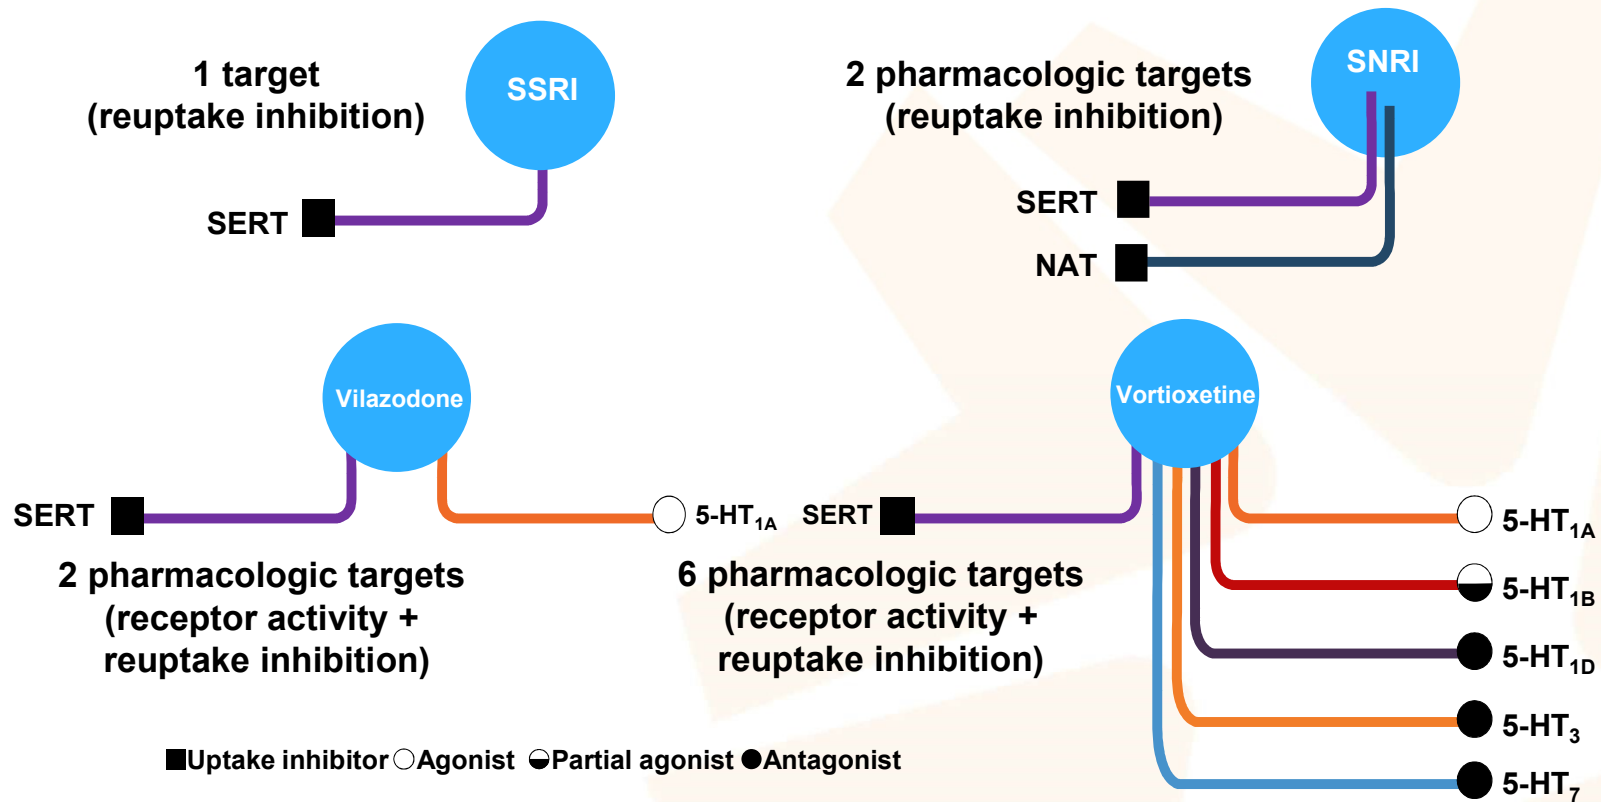 1 target
(reuptake inhibition)
SSRI
SERT
2 pharmacologic targets
(reuptake inhibition)
SNRI
SERT
NAT
Vilazodone
SERT
5-HT1A
2 pharmacologic targets
(receptor activity +
reuptake inhibition)
Vortioxetine
SERT
6 pharmacologic targets
(receptor activity +
reuptake inhibition)
5-HT1A
5-HT1B
5-HT1D
5-HT3
5-HT7
Uptake inhibitor Agonist Partial agonist Antagonist